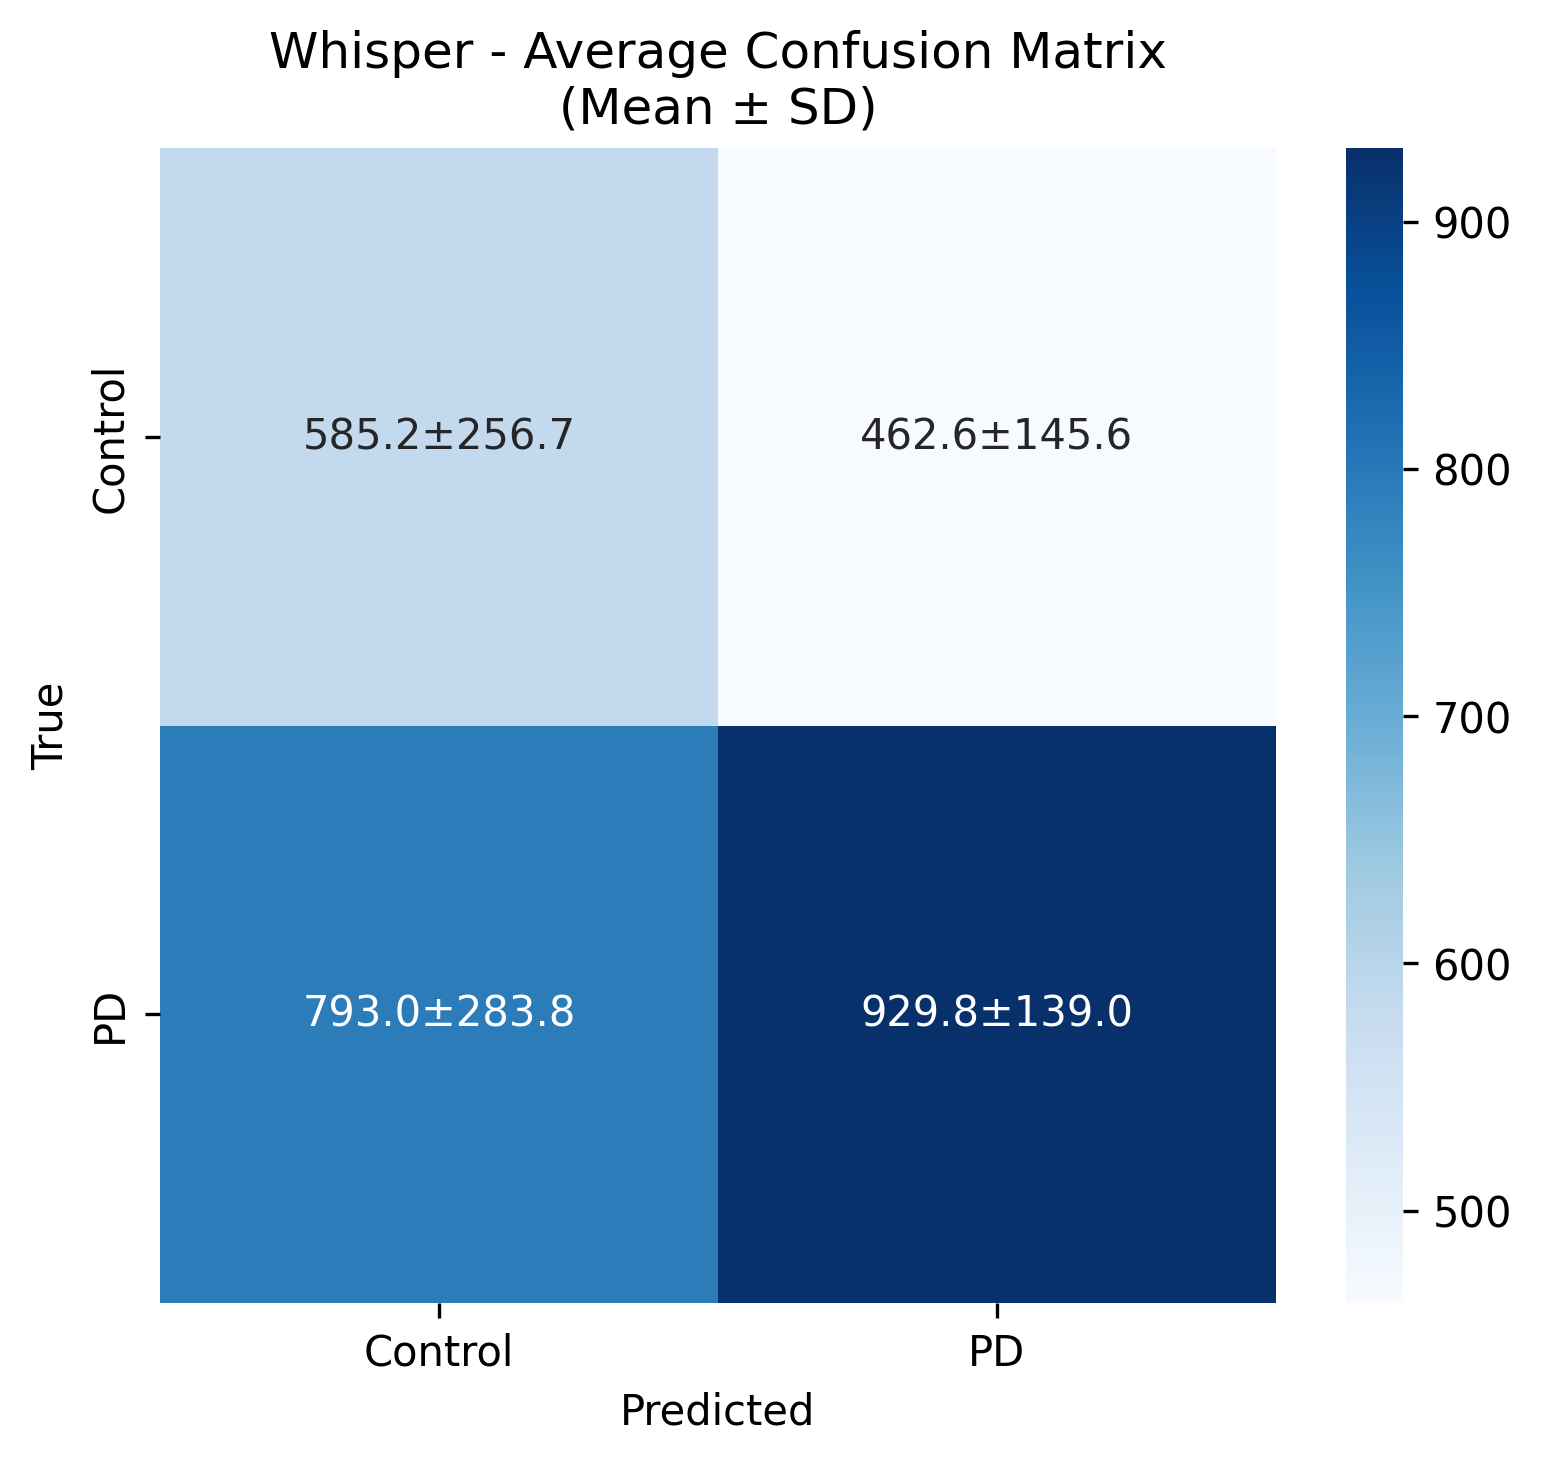 Whisper - Average Confusion Matrix
(Mean ± SD)
Control
585.2±256.7
462.6±145.6
PD
793.0±283.8
929.8±139.0
True
Control
PD
Predicted
900
800
700
600
500